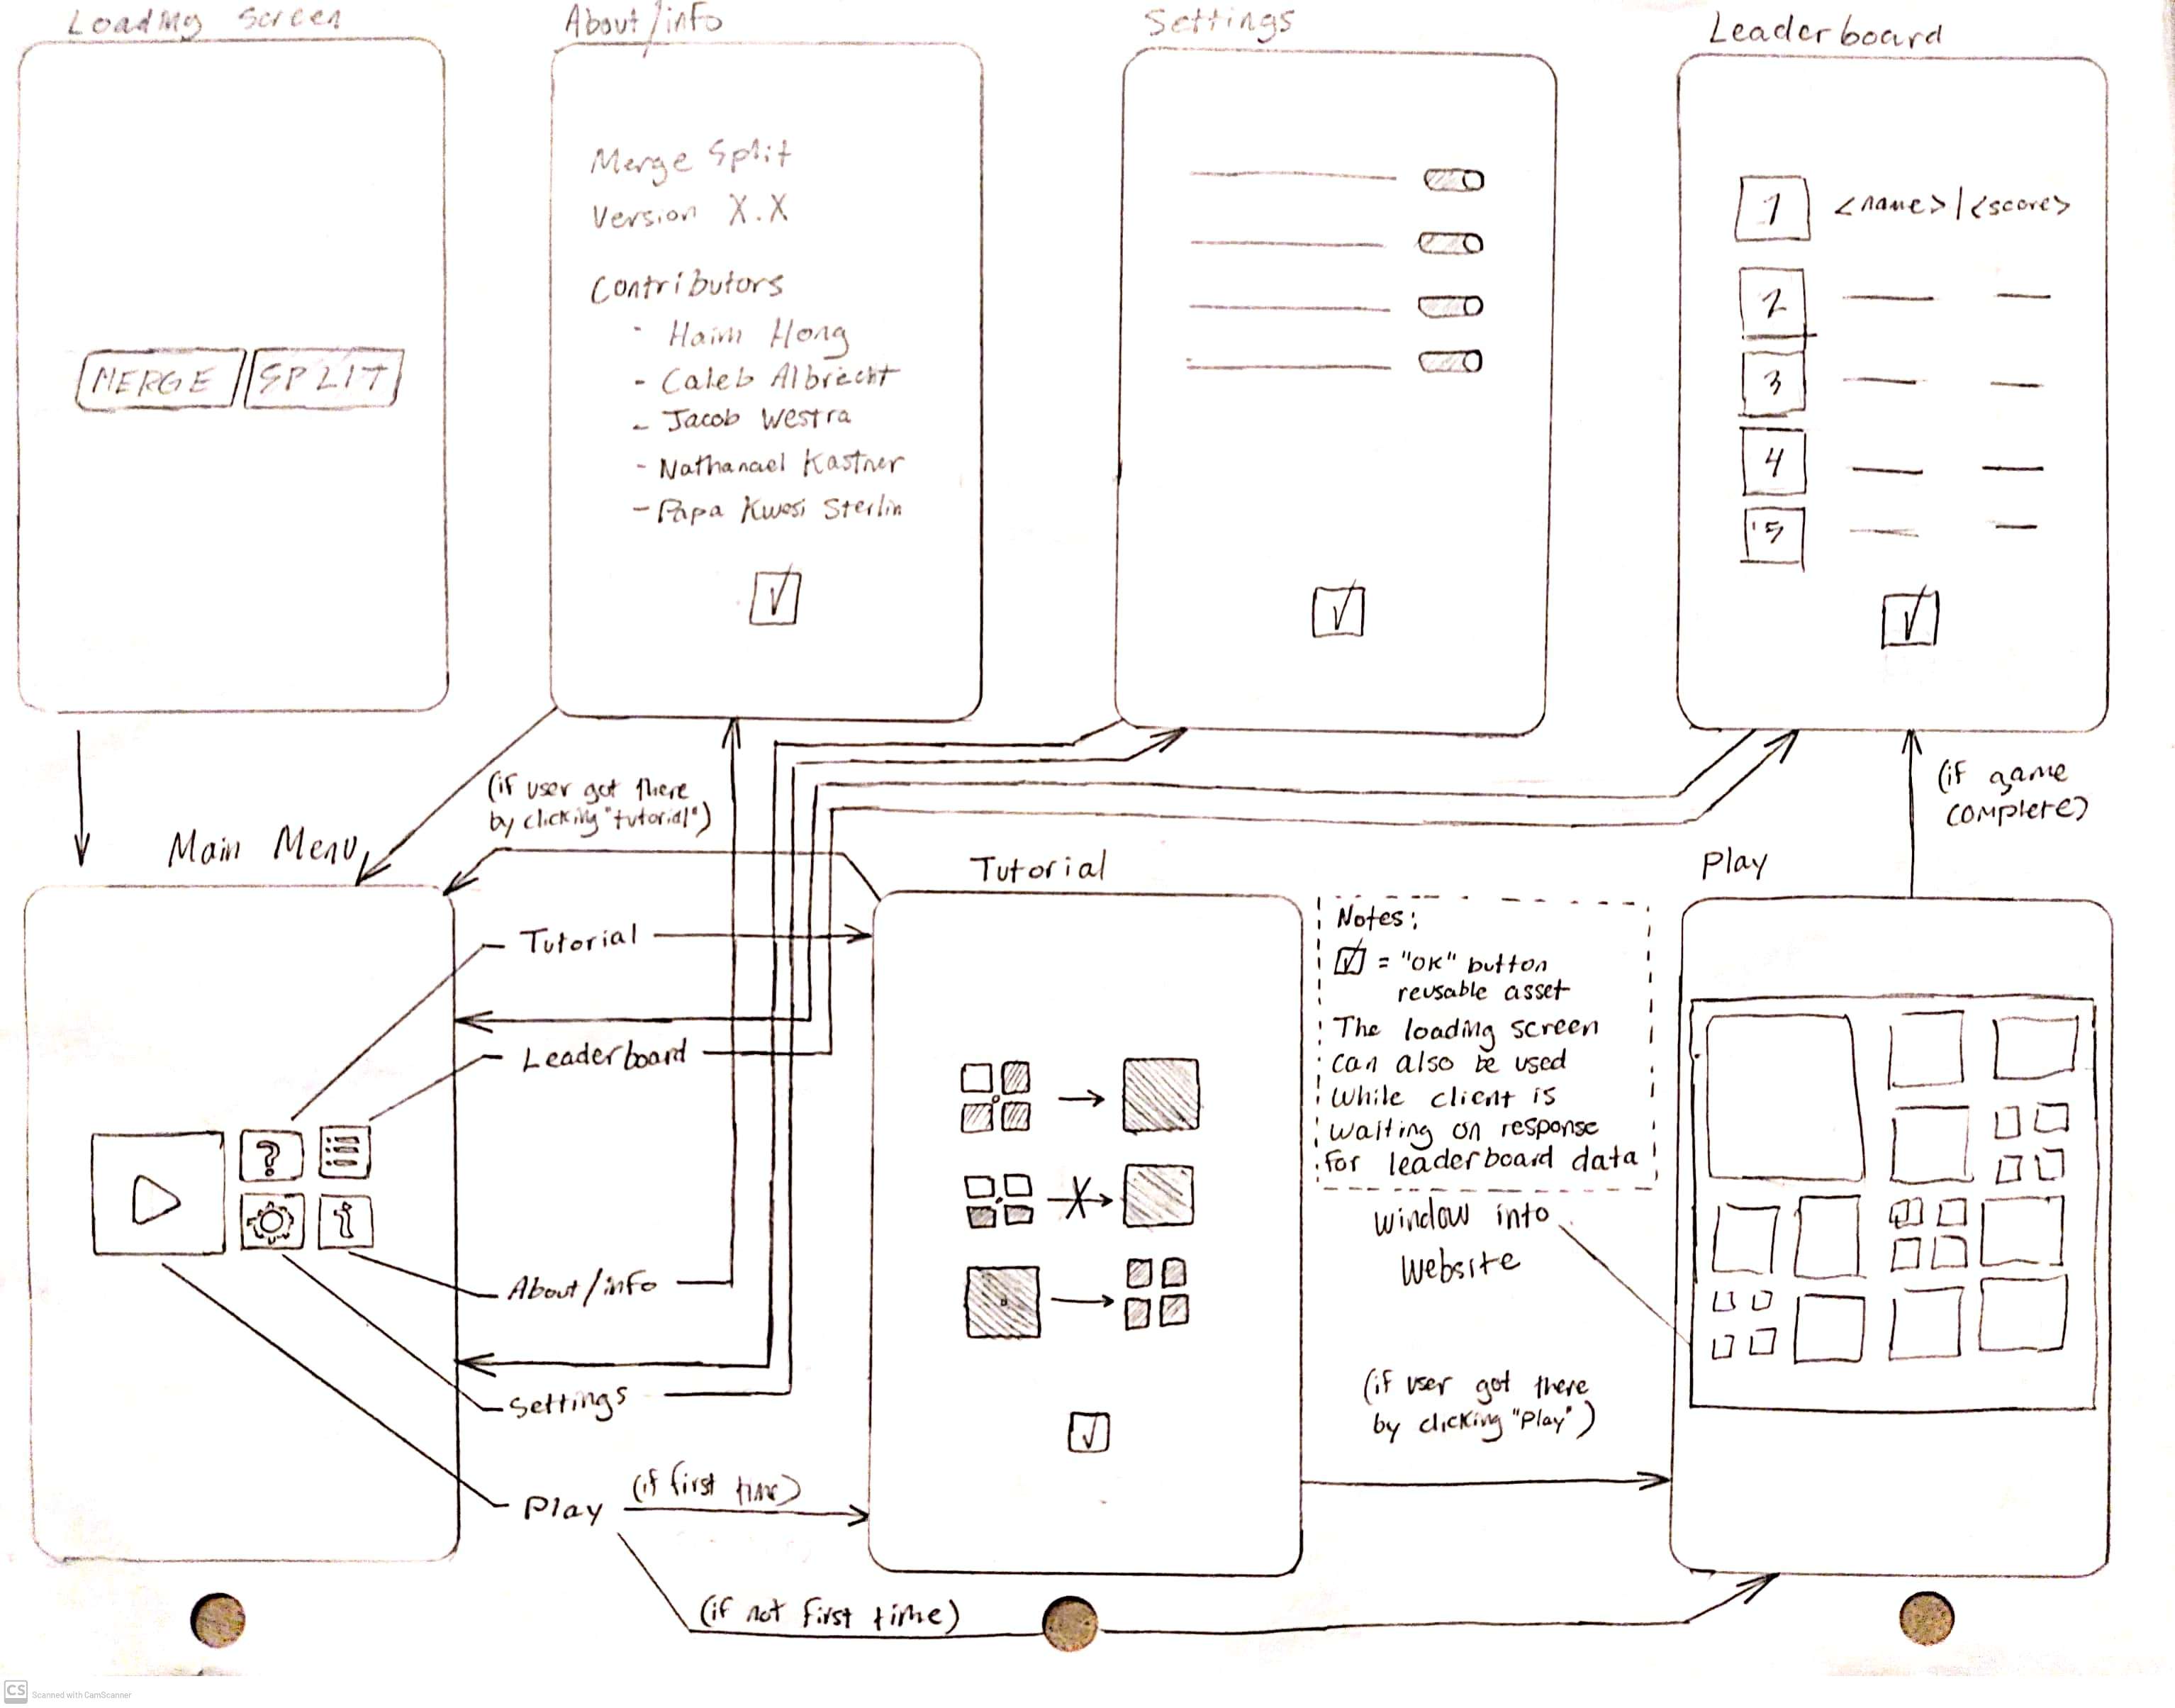 Loading screen
About/info
Settings
Leaderboard
MERGE SPLIT
Merge Split
Version X.X
Contributors
- Haim Hong
- Caleb Albrecht
- Jacob Westra
- Nathanael Kastner
- Papa Kwesi Sterlin
1 <name>|<score>
2
3
4
5
(if user got there
by clicking "tutorial")
(if game
complete)
Main Menu
Tutorial
Play
Tutorial
Leaderboard
?
i
About/info
Settings
Play
(if first time)
(if not first time)
Notes:
= "OK" button
reusable asset
The loading screen
can also be used
while client is
waiting on response
for leaderboard data
window into
website
(if user got there
by clicking "Play")
CS Scanned with CamScanner